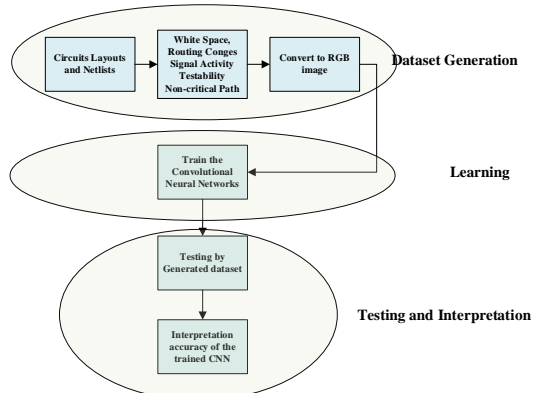 Circuits Layouts
and Netlists
White Space,
Routing Conges
Signal Activity
Testability
Non-critical Path
Convert to RGB
image
Dataset Generation
Train the
Convolutional
Neural Networks
Learning
Testing by
Generated dataset
Testing and Interpretation
Interpretation
accuracy of the
trained CNN